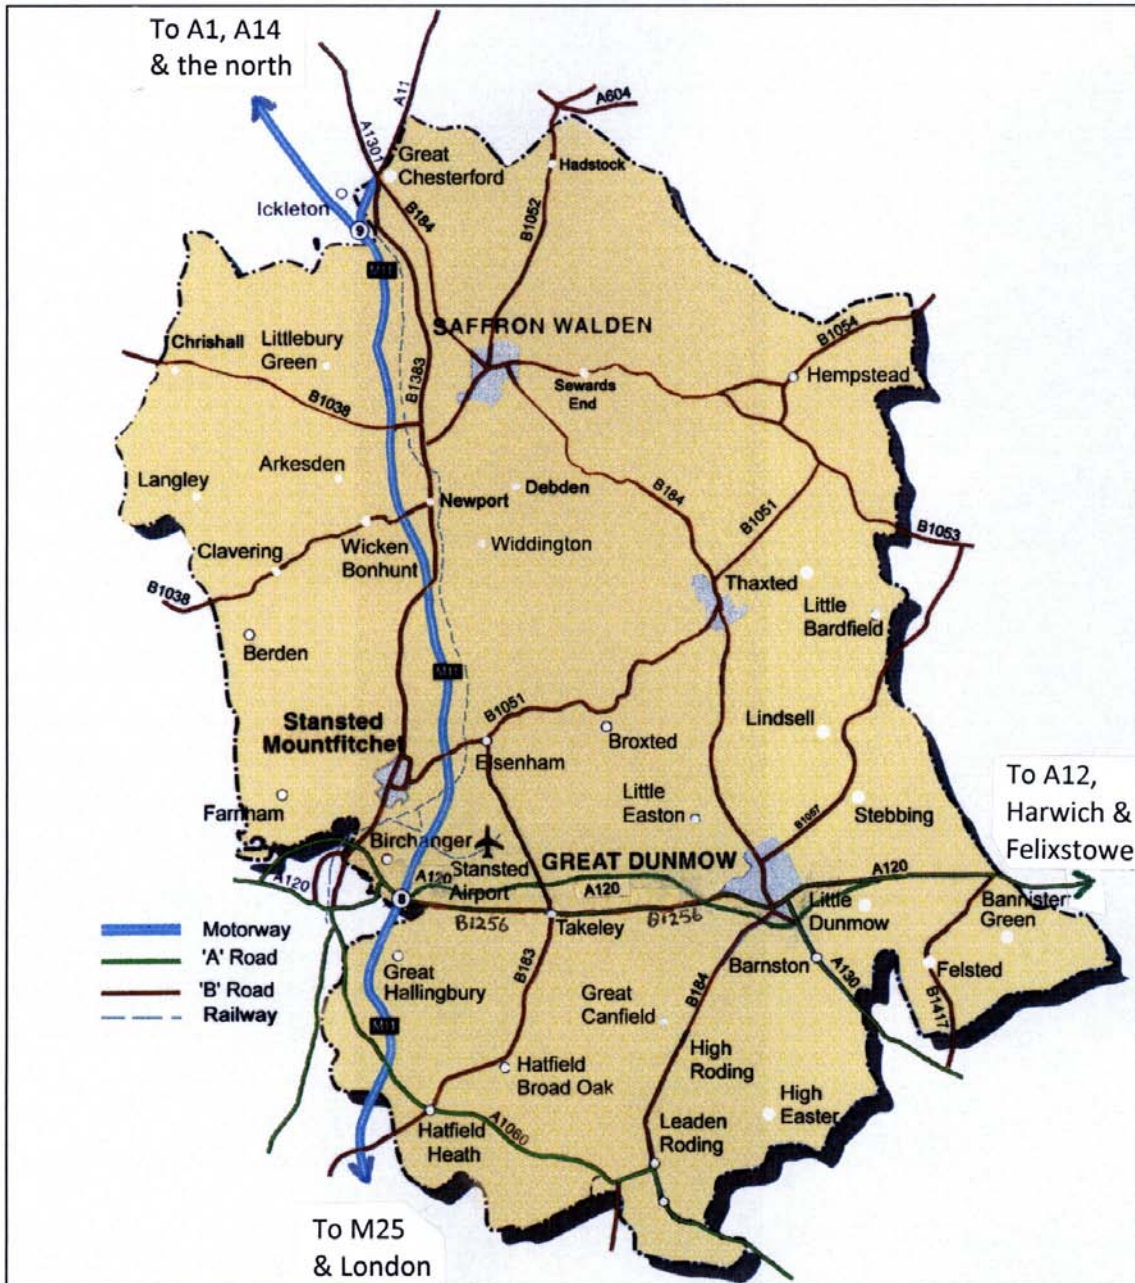 To A1, A14
& the north
A604
A11
A1301
Great
Chesterford
Hadstock
Ickleton
B184
B1052
9
M11
SAFFRON WALDEN
B1054
Chrishall
Littlebury
Green
B1383
Sewards
End
Hempstead
B1038
Arkesden
Langley
Newport
Debden
B184
B1051
B1053
Clavering
Wicken
Bonhunt
Widdington
Thaxted
B1038
Little
Bardfield
Berden
M11
B1051
Lindsell
Stansted
Mountfitchet
Elsenham
Broxted
To A12,
Harwich &
Felixstowe
Farnham
Little
Easton
B1057
Stebbing
Birchanger
Stansted
Airport
GREAT DUNMOW
A120
A120
A120
A120
8
B1256
Takeley
B1256
Little
Dunmow
Bannister
Green
Motorway
'A' Road
'B' Road
Railway
Great
Hallingbury
B183
Great
Canfield
B184
Barnston
A130
Felsted
B1417
M11
Hatfield
Broad Oak
High
Roding
High
Easter
Hatfield
Heath
A1060
Leaden
Roding
To M25
& London